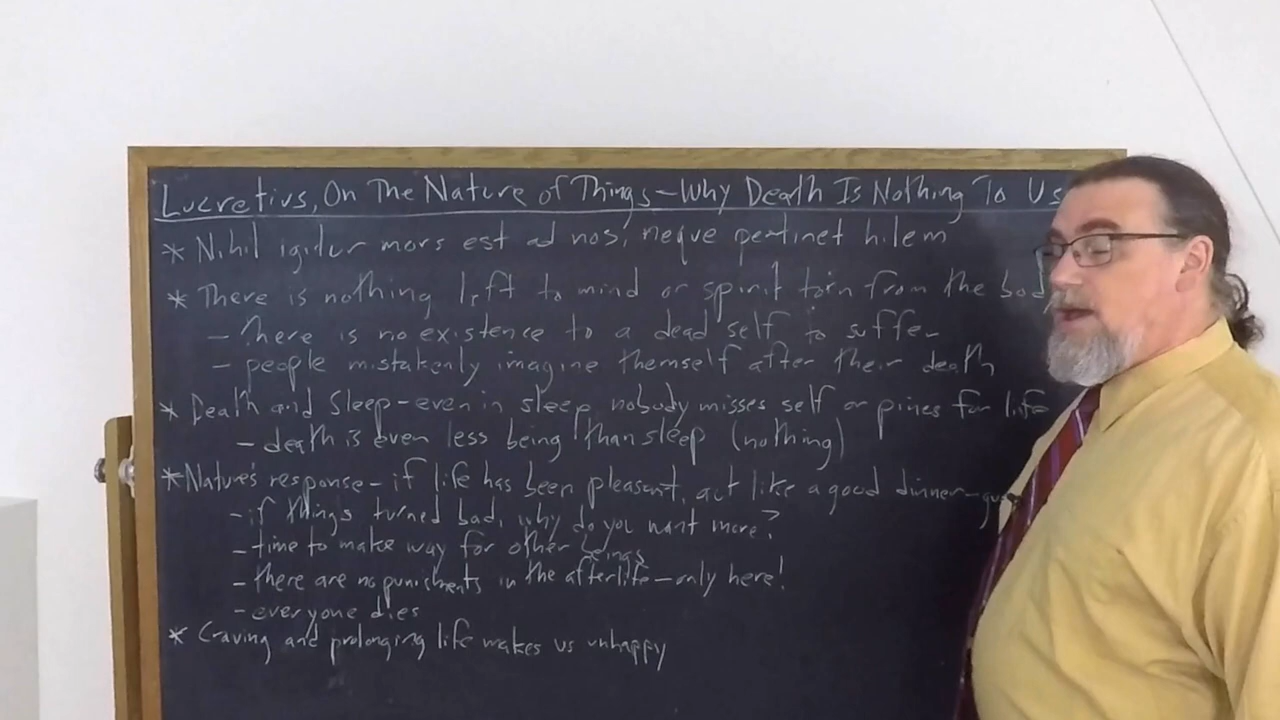 Lucretius, On The Nature of Things - Why Death Is Nothing To Us
* Nihil igitur mors est ad nos, neque pertinet hilem
* There is nothing left to mind or spirit torn from the bod
- there is no existence to a dead self to suffer
- people mistakenly imagine themself after their death
* Death and Sleep - even in sleep nobody misses self or pines for life
- death is even less being than sleep (nothing)
* Nature's response - if life has been pleasant, act like a good dinner-gu
- if things turned bad, why do you want more?
- time to make way for other beings
- there are no punishments in the afterlife - only here!
- everyone dies
* Craving and prolonging life makes us unhappy